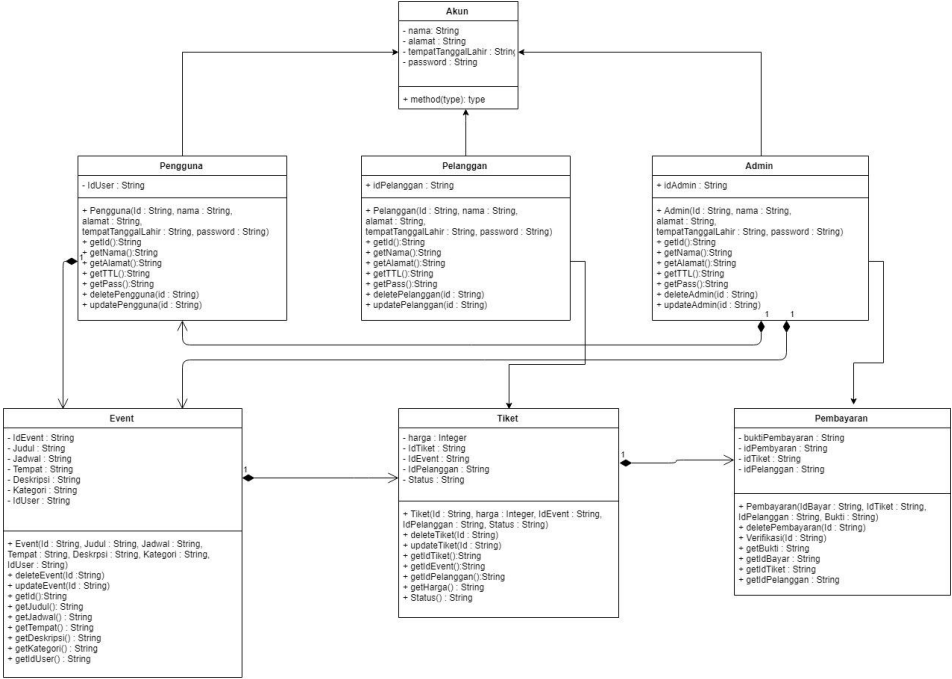 Akun
- nama: String
- alamat : String
- tempatTanggalLahir : String
- password : String
+ method(type): type
Pengguna
- IdUser : String
+ Pengguna(Id : String, nama : String,
alamat : String,
tempatTanggalLahir : String, password : String)
+ getId():String
+ getNama():String
+ getAlamat():String
+ getTTL():String
+ getPass():String
+ deletePengguna(id : String)
+ updatePengguna(id : String)
1
Pelanggan
+ idPelanggan : String
+ Pelanggan(Id : String, nama : String,
alamat : String,
tempatTanggalLahir : String, password : String)
+ getId():String
+ getNama():String
+ getAlamat():String
+ getTTL():String
+ getPass():String
+ deletePelanggan(id : String)
+ updatePelanggan(id : String)
Admin
+ idAdmin : String
+ Admin(Id : String, nama : String,
alamat : String,
tempatTanggalLahir : String, password : String)
+ getId():String
+ getNama():String
+ getAlamat():String
+ getTTL():String
+ getPass():String
+ deleteAdmin(id : String)
+ updateAdmin(id : String)
1
1
Event
- IdEvent : String
- Judul : String
- Jadwal : String
- Tempat : String
- Deskripsi : String
- Kategori : String
- IdUser : String
+ Event(Id : String, Judul : String, Jadwal : String,
Tempat : String, Deskrpsi : String, Kategori : String,
IdUser : String)
+ deleteEvent(Id :String)
+ updateEvent(Id : String)
+ getId():String
+ getJudul(): String
+ getJadwal() : String
+ getTempat() : String
+ getDeskripsi() : String
+ getKategori() : String
+ getIdUser() : String
1
Tiket
- harga : Integer
- IdTiket : String
- IdEvent : String
- IdPelanggan : String
- Status : String
+ Tiket(Id : String, harga : Integer, IdEvent : String,
IdPelanggan : String, Status : String)
+ deleteTiket(Id : String)
+ updateTiket(Id : String)
+ getIdTiket():String
+ getIdEvent():String
+ getIdPelanggan():String
+ getHarga() : String
+ Status() : String
1
Pembayaran
- buktiPembayaran : String
- idPembyaran : String
- idTiket : String
- idPelanggan : String
+ Pembayaran(IdBayar : String, IdTiket : String,
IdPelanggan : String, Bukti : String)
+ deletePembayaran(Id : String)
+ Verifikasi(Id : String)
+ getBukti : String
+ getIdBayar : String
+ getIdTiket : String
+ getIdPelanggan : String